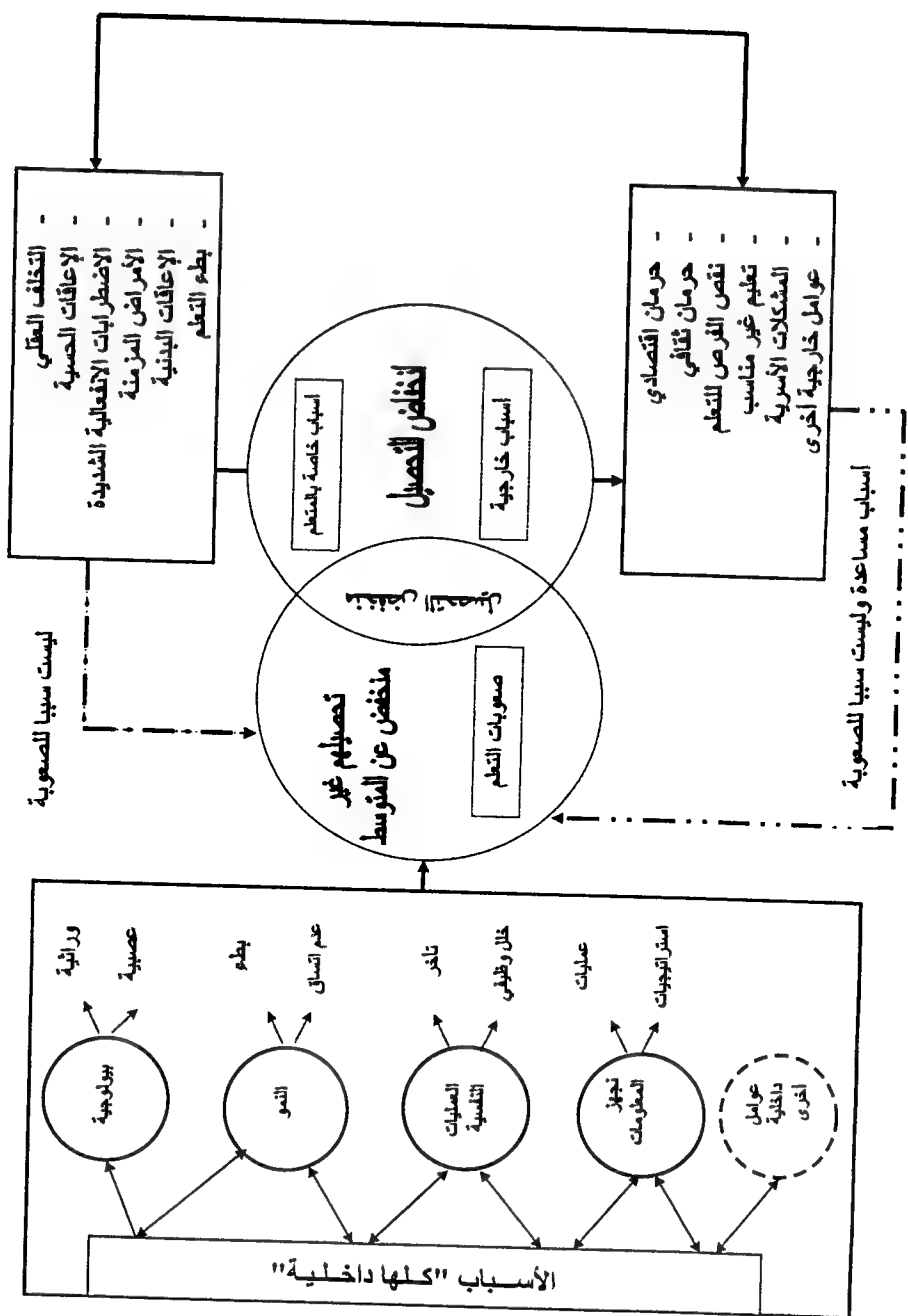 - التخلف العقلي
- الإعاقات الحسية
- الاضطرابات الانفعالية الشديدة
- الأمراض المزمنة
- الإعاقات البدنية
- بطء التعلم
ليست سببا للصعوبة
أسباب خاصة بالمتعلم
انخفاض التحصيل
أسباب خارجية
منخفض
التحصيل
تحصيلهم غير
منخفض عن المتوسط
صعوبات التعلم
- حرمان اقتصادي
- حرمان ثقافي
- نقص الفرص للتعلم
- تعليم غير مناسب
- المشكلات الأسرية
- عوامل خارجية أخرى
أسباب مساعدة وليست سببا للصعوبة
وراثية
عصبية
بيولوجية
بطء
عدم اتساق
النمو
تأخر
خلل وظيفي
العمليات
النفسية
عمليات
استراتيجيات
تجهيز
المعلومات
عوامل
داخلية
أخرى
الأسباب "كلها داخلية"